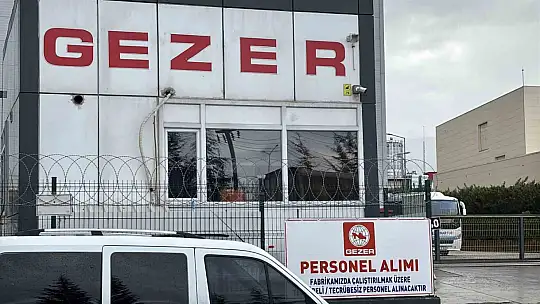 GEZER
GEZER
PERSONEL ALIMI
FABRİKAMIZDA ÇALIŞTIRILMAK ÜZERE
TECRÜBESİZ PERSONEL ALINACAKTIR